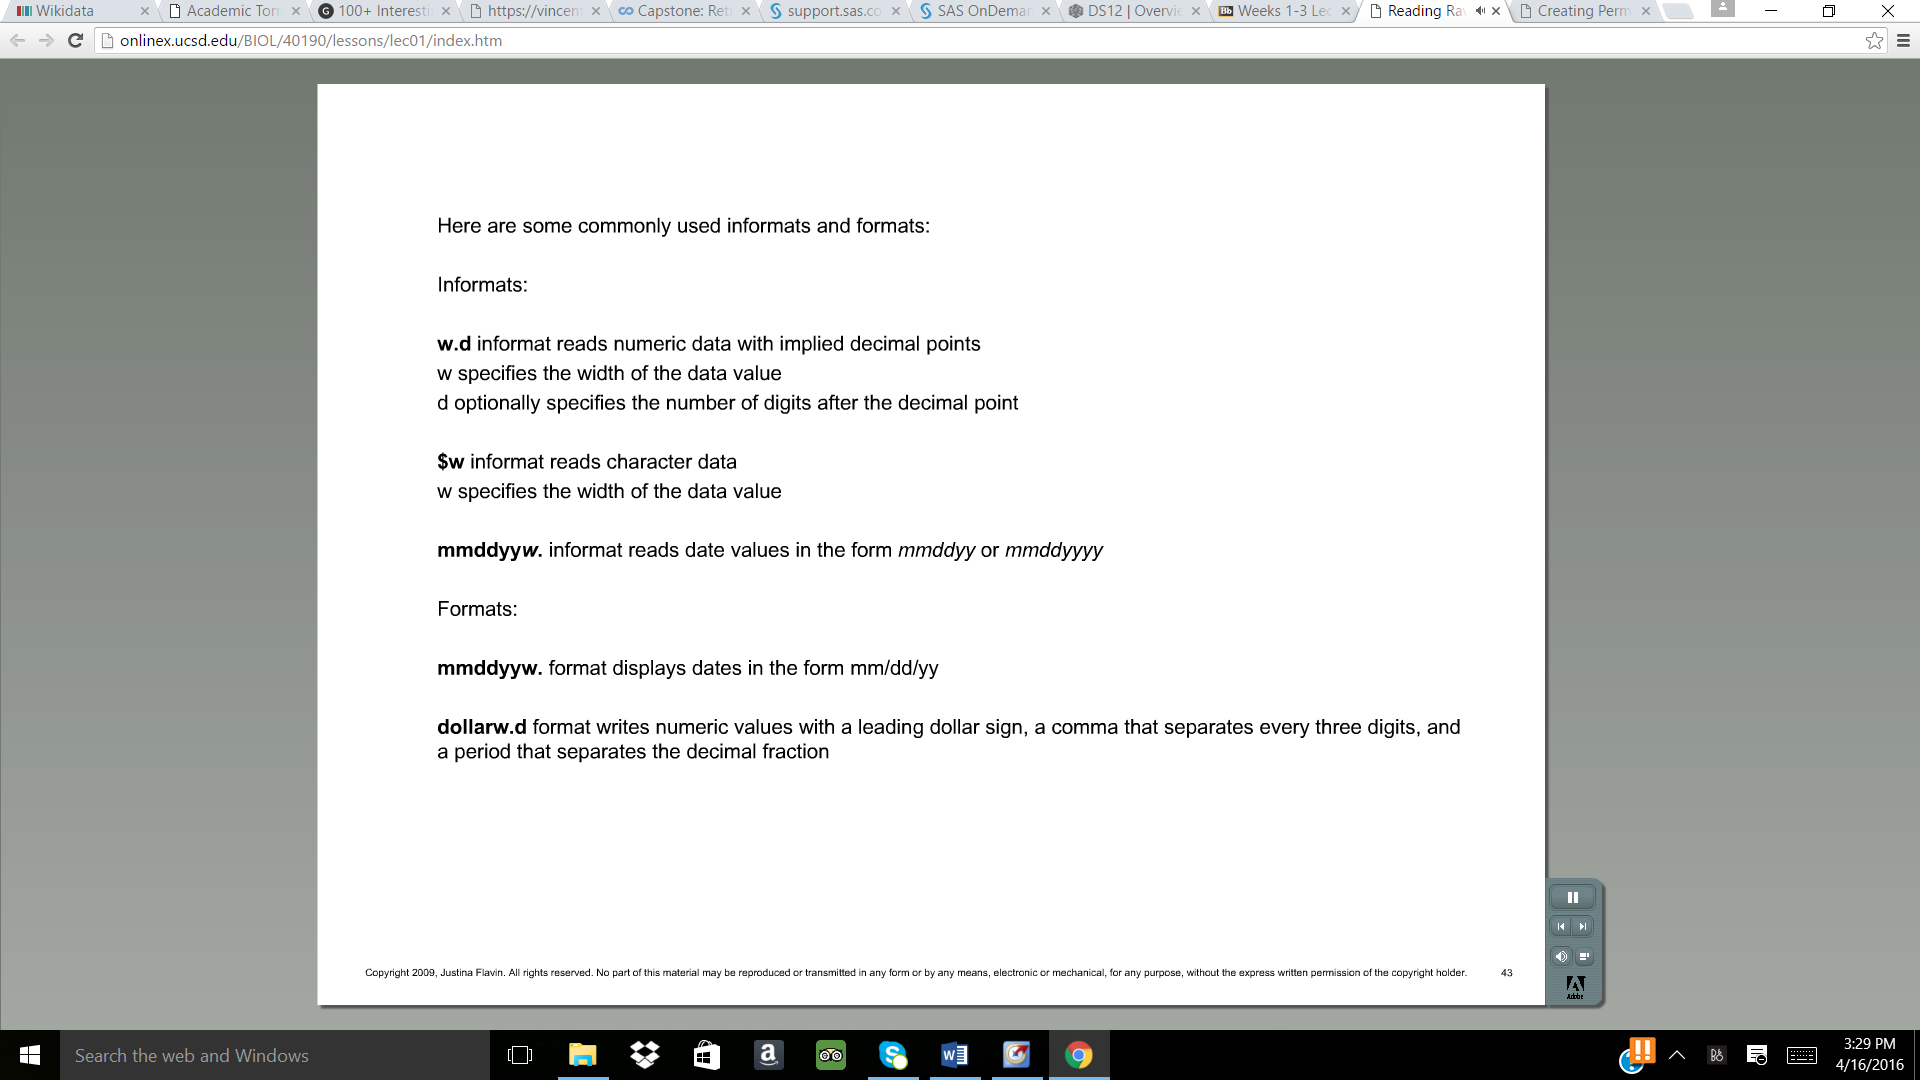 Wikidata
Academic Torr
100+ Interesti
https://vincen
Capstone: Ret
support.sas.co
SAS OnDeman
DS12 | Overvie
Bb Weeks 1-3 Lec
Reading Ra
Creating Perm
onlinex.ucsd.edu/BIOL/40190/lessons/lec01/index.htm
Here are some commonly used informats and formats:
Informats:
w.d informat reads numeric data with implied decimal points
w specifies the width of the data value
d optionally specifies the number of digits after the decimal point
$w informat reads character data
w specifies the width of the data value
mmddyyw. informat reads date values in the form mmddyy or mmddyyyy
Formats:
mmddyyw. format displays dates in the form mm/dd/yy
dollarw.d format writes numeric values with a leading dollar sign, a comma that separates every three digits, and
a period that separates the decimal fraction
Copyright 2009, Justina Flavin. All rights reserved. No part of this material may be reproduced or transmitted in any form or by any means, electronic or mechanical, for any purpose, without the express written permission of the copyright holder. 43
Adobe
Search the web and Windows
3:29 PM
4/16/2016